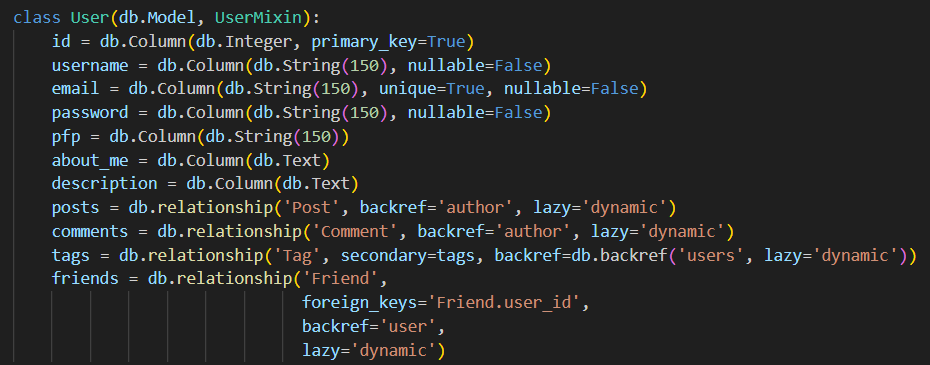 class User(db.Model, UserMixin):
    id = db.Column(db.Integer, primary_key=True)
    username = db.Column(db.String(150), nullable=False)
    email = db.Column(db.String(150), unique=True, nullable=False)
    password = db.Column(db.String(150), nullable=False)
    pfp = db.Column(db.String(150))
    about_me = db.Column(db.Text)
    description = db.Column(db.Text)
    posts = db.relationship('Post', backref='author', lazy='dynamic')
    comments = db.relationship('Comment', backref='author', lazy='dynamic')
    tags = db.relationship('Tag', secondary=tags, backref=db.backref('users', lazy='dynamic'))
    friends = db.relationship('Friend',
                              foreign_keys='Friend.user_id',
                              backref='user',
                              lazy='dynamic')